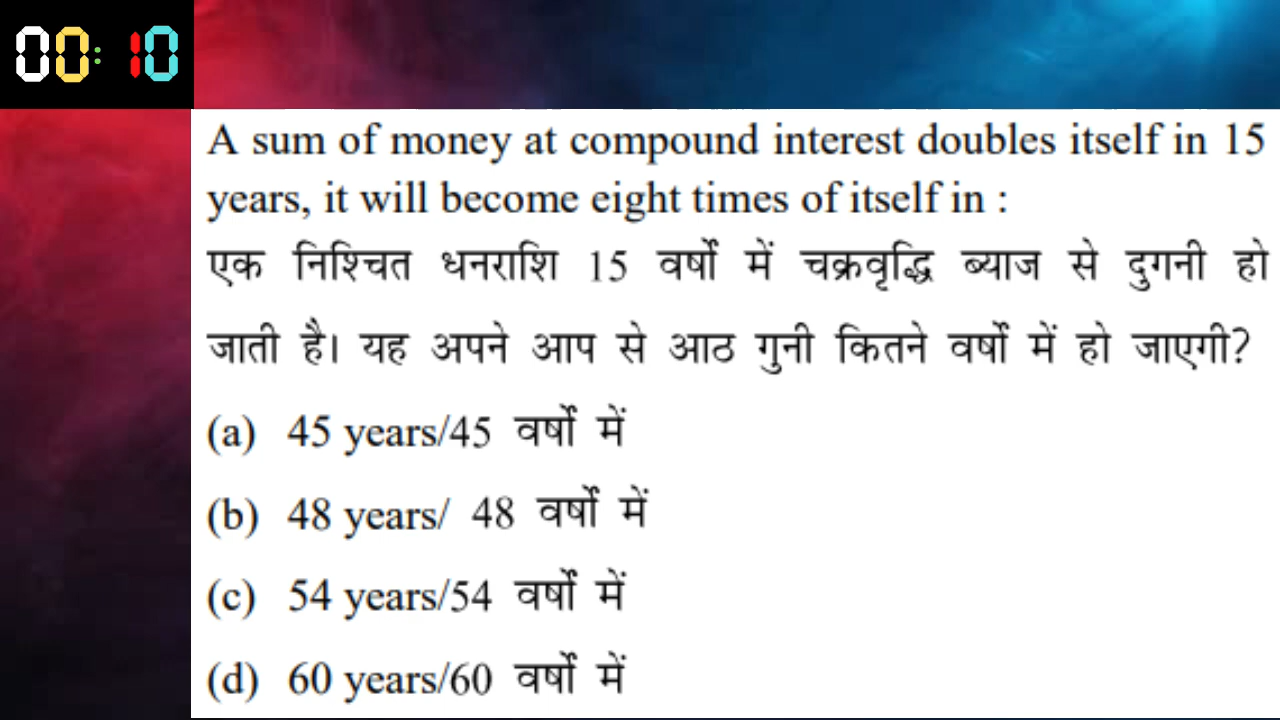 00: 10
A sum of money at compound interest doubles itself in 15
years, it will become eight times of itself in :
एक निश्चित धनराशि 15 वर्षों में चक्रवृद्धि ब्याज से दुगनी हो
जाती है। यह अपने आप से आठ गुनी कितने वर्षों में हो जाएगी?
(a) 45 years/45 वर्षों में
(b) 48 years/ 48 वर्षों में
(c) 54 years/54 वर्षों में
(d) 60 years/60 वर्षों में